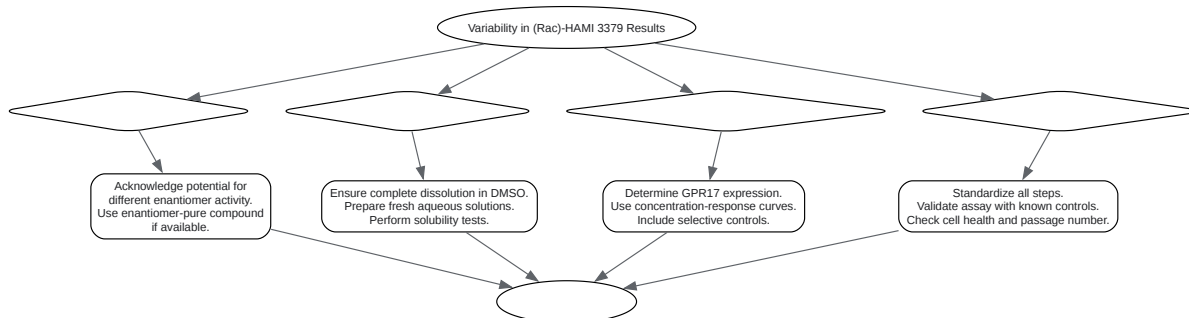 Variability in (Rac)-HAMI 3379 Results
Acknowledge potential for
different enantiomer activity.
Use enantiomer-pure compound
if available.
Ensure complete dissolution in DMSO.
Prepare fresh aqueous solutions.
Perform solubility tests.
Determine GPR17 expression.
Use concentration-response curves.
Include selective controls.
Standardize all steps.
Validate assay with known controls.
Check cell health and passage number.